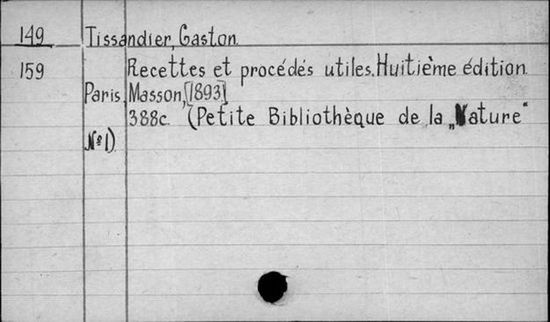 149 Tissandier, Gaston
159 Recettes et procédés utiles. Huitième édition
Paris, Masson, [1893]
388c. (Petite Bibliothèque de la „Nature“
№1)